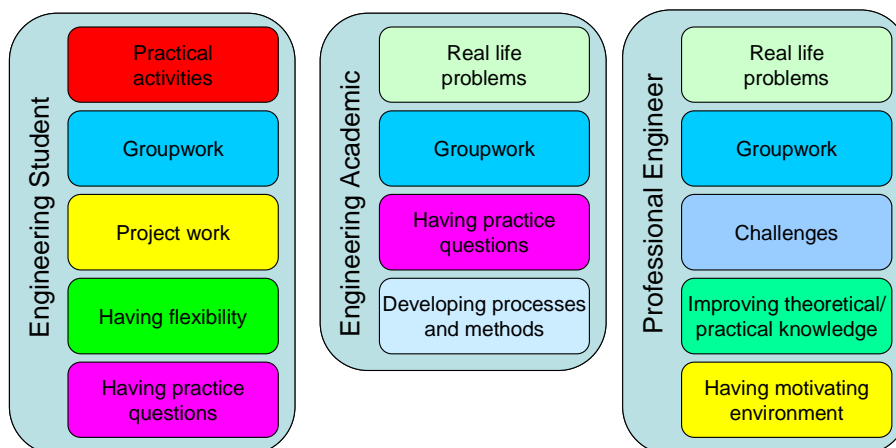 Engineering Student
Practical
activities
Groupwork
Project work
Having flexibility
Having practice
questions
Engineering Academic
Real life
problems
Groupwork
Having practice
questions
Developing processes
and methods
Professional Engineer
Real life
problems
Groupwork
Challenges
Improving theoretical/
practical knowledge
Having motivating
environment